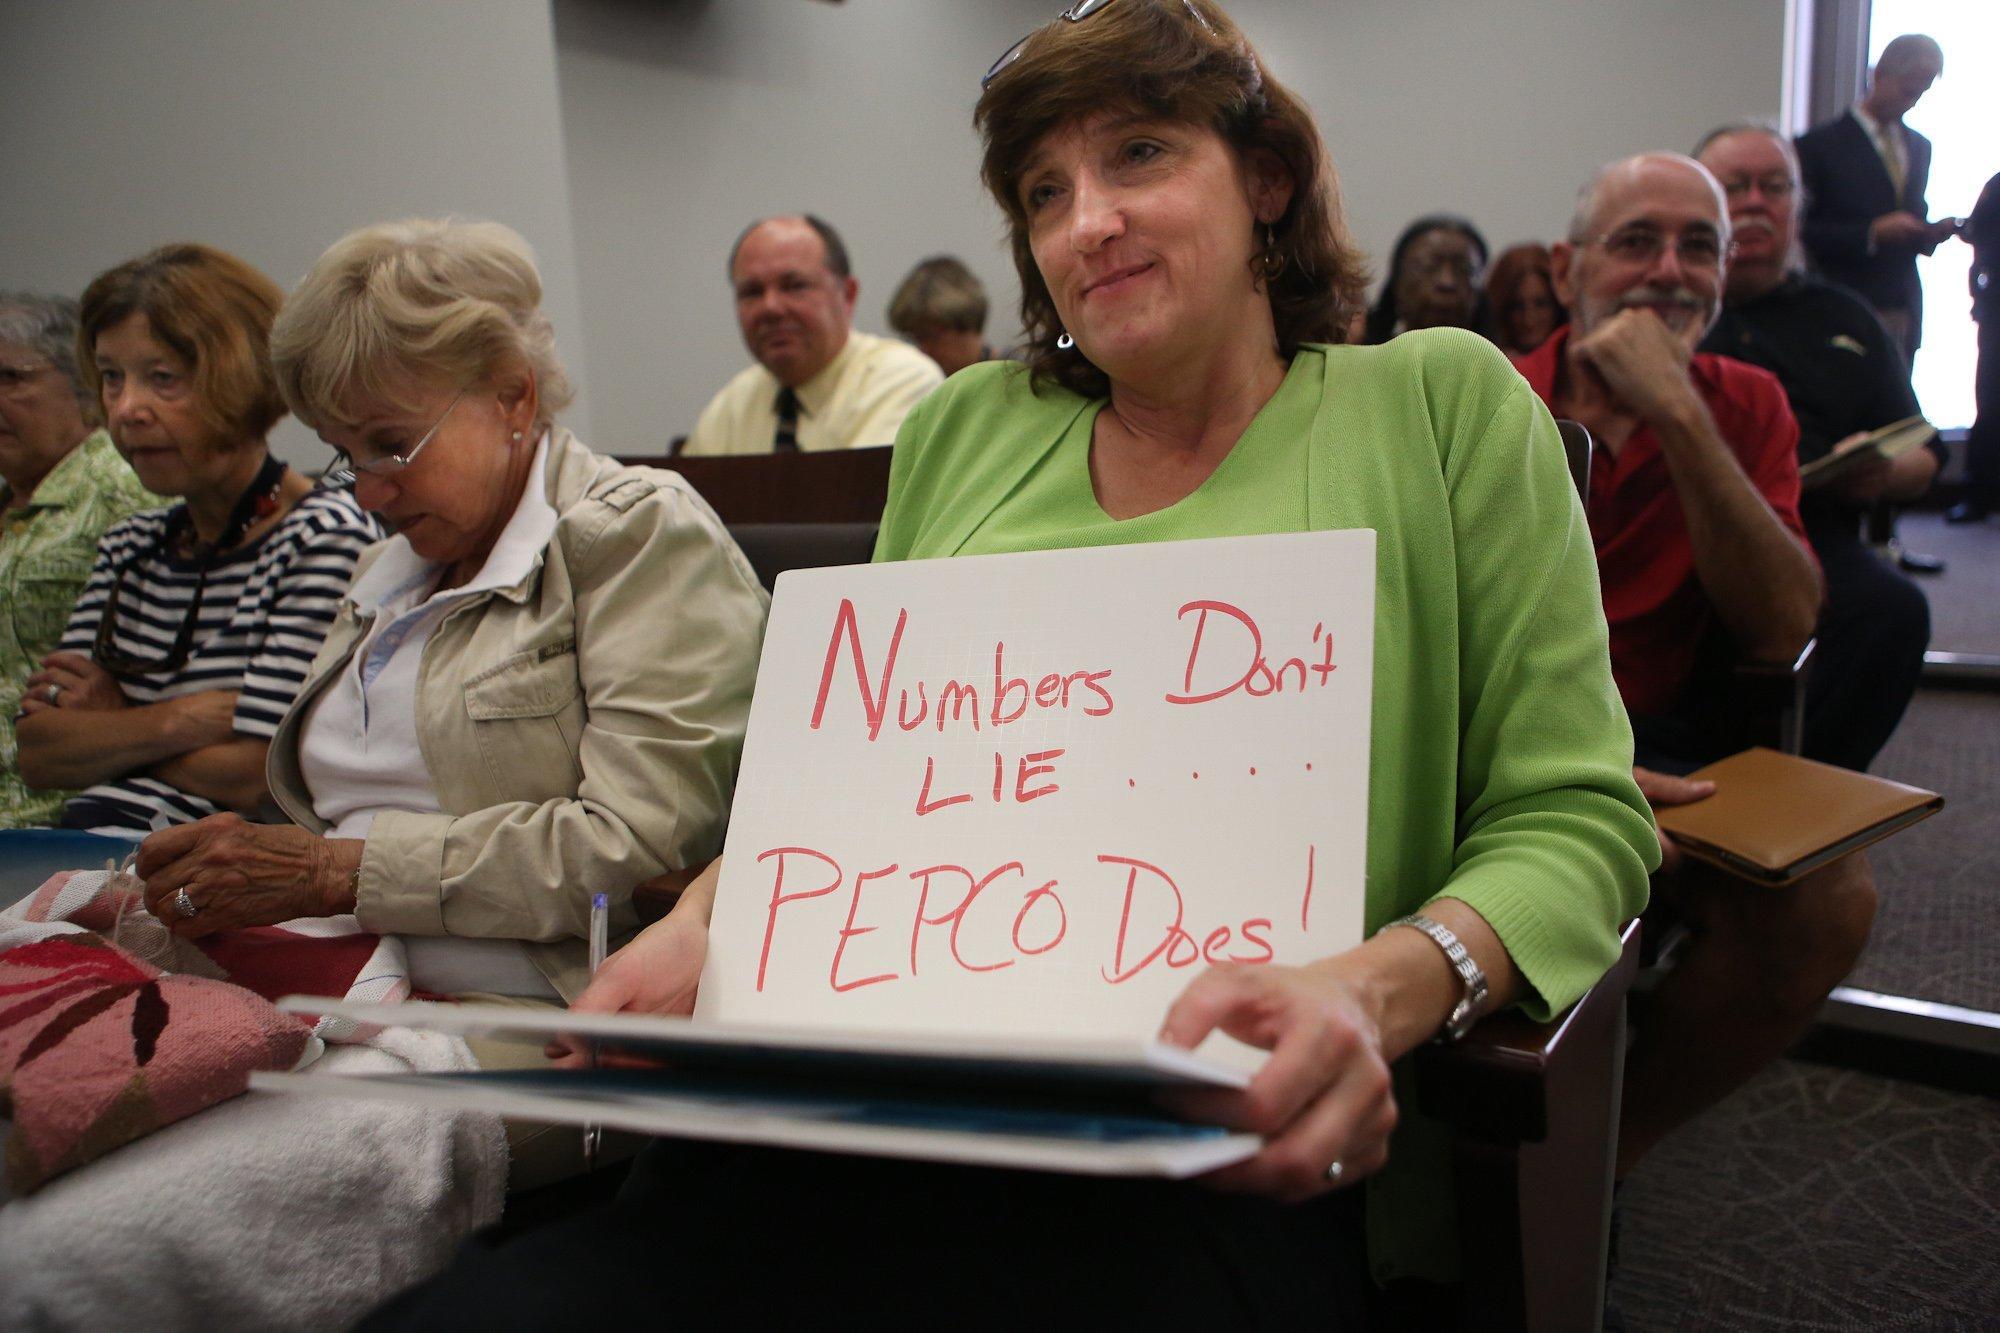 Numbers Don't
LIE .....
PEPCO Does!